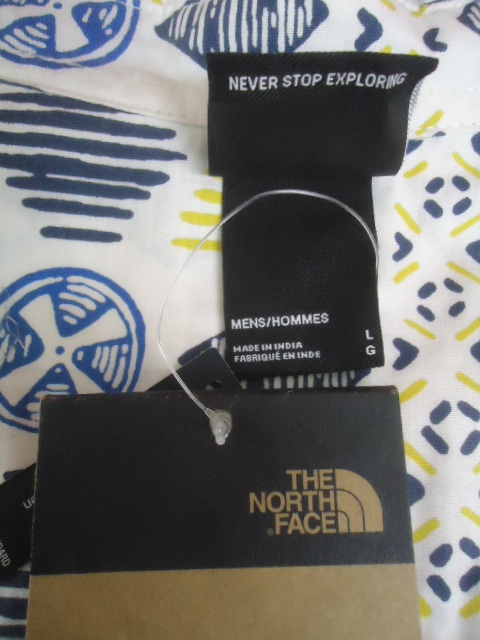 NEVER STOP EXPLORING
MENS/HOMMES
L
MADE IN INDIA
G
FABRIQUÉ EN INDE
THE
NORTH
FACE